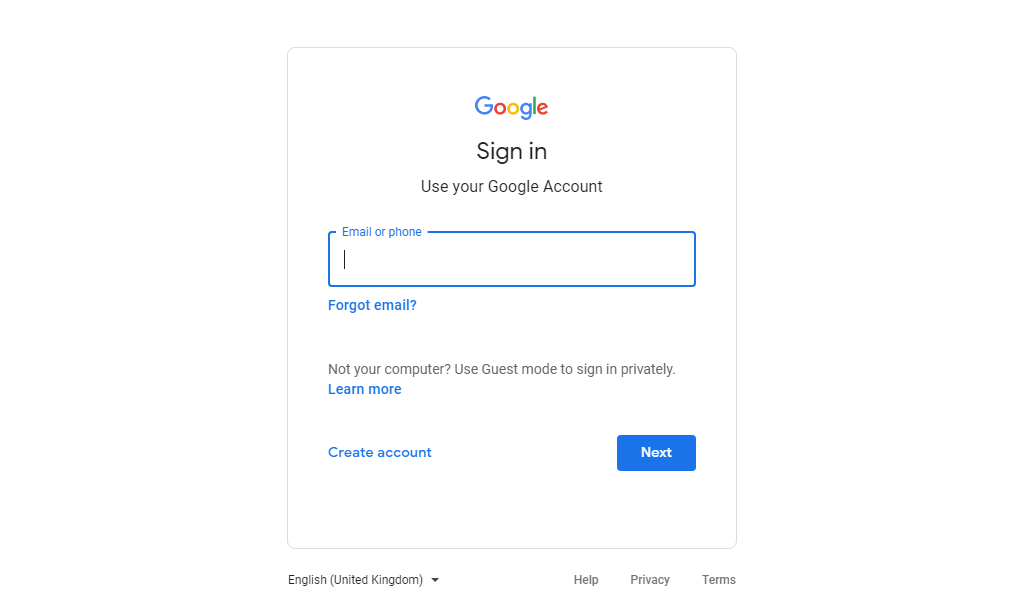 Google
Sign in
Use your Google Account
Email or phone
Forgot email?
Not your computer? Use Guest mode to sign in privately.
Learn more
Create account
Next
English (United Kingdom)
Help
Privacy
Terms